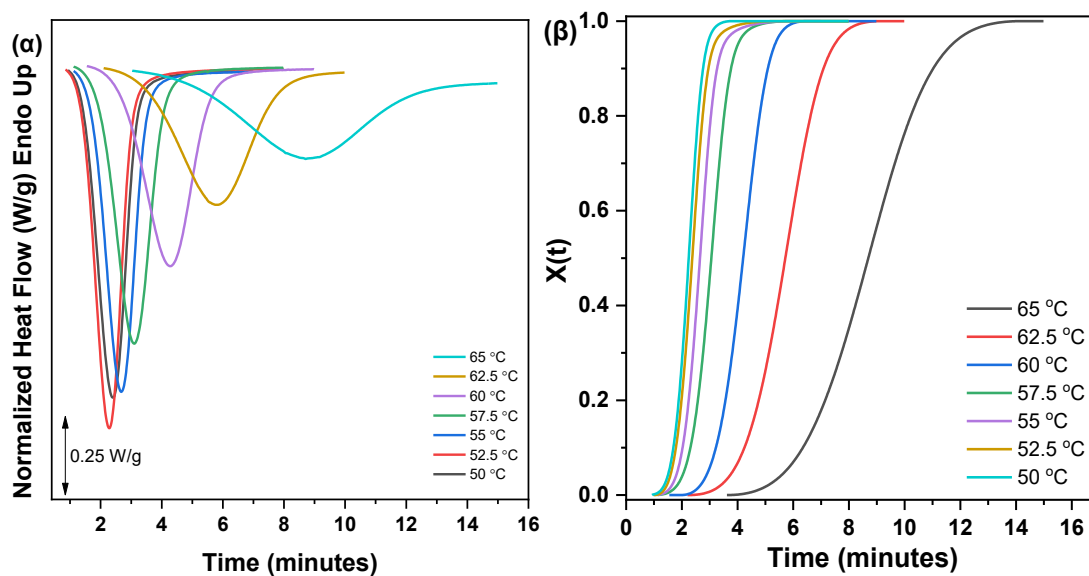 (α)
Normalized Heat Flow (W/g) Endo Up
0.25 W/g
65 °C
62.5 °C
60 °C
57.5 °C
55 °C
52.5 °C
50 °C
2
4
6
8
10
12
14
16
Time (minutes)
(β)
X(t)
1.0
0.8
0.6
0.4
0.2
0.0
65 °C
62.5 °C
60 °C
57.5 °C
55 °C
52.5 °C
50 °C
0
2
4
6
8
10
12
14
16
Time (minutes)